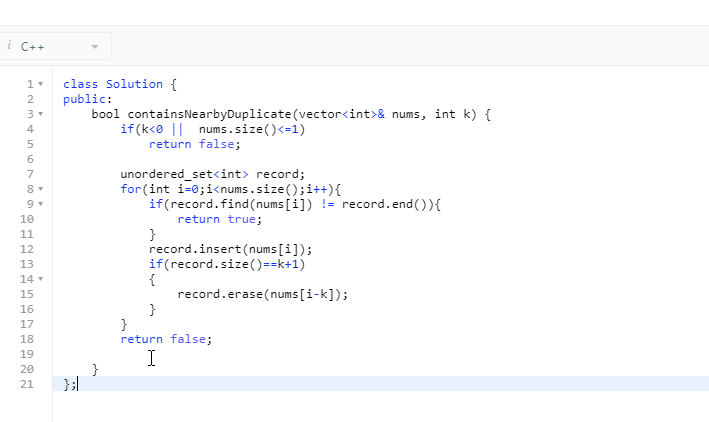 i C++
1 class Solution {
2 public:
3 bool containsNearbyDuplicate(vector<int>& nums, int k) {
4 if(k<0 ||  nums.size()<=1)
5 return false;
6
7 unordered_set<int> record;
8 for(int i=0;i<nums.size();i++){
9 if(record.find(nums[i]) != record.end()){
10 return true;
11 }
12 record.insert(nums[i]);
13 if(record.size()==k+1)
14 {
15 record.erase(nums[i-k]);
16 }
17 }
18 return false;
19
20 }
21 };